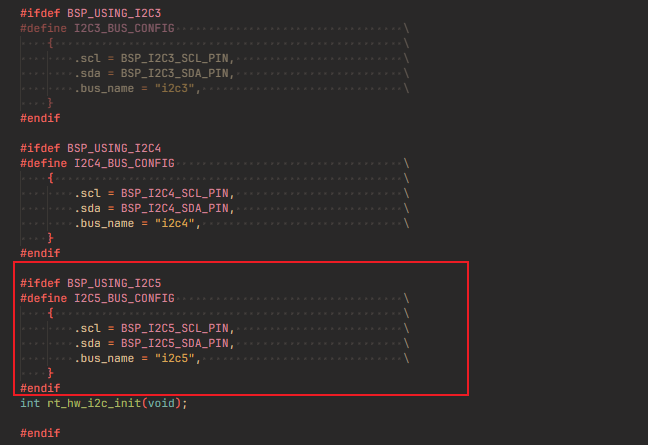 #ifdef BSP_USING_I2C3
#define I2C3_BUS_CONFIG \
{ \
.scl = BSP_I2C3_SCL_PIN, \
.sda = BSP_I2C3_SDA_PIN, \
.bus_name = "i2c3", \
}
#endif
#ifdef BSP_USING_I2C4
#define I2C4_BUS_CONFIG \
{ \
.scl = BSP_I2C4_SCL_PIN, \
.sda = BSP_I2C4_SDA_PIN, \
.bus_name = "i2c4", \
}
#endif
#ifdef BSP_USING_I2C5
#define I2C5_BUS_CONFIG \
{ \
.scl = BSP_I2C5_SCL_PIN, \
.sda = BSP_I2C5_SDA_PIN, \
.bus_name = "i2c5", \
}
#endif
int rt_hw_i2c_init(void);
#endif